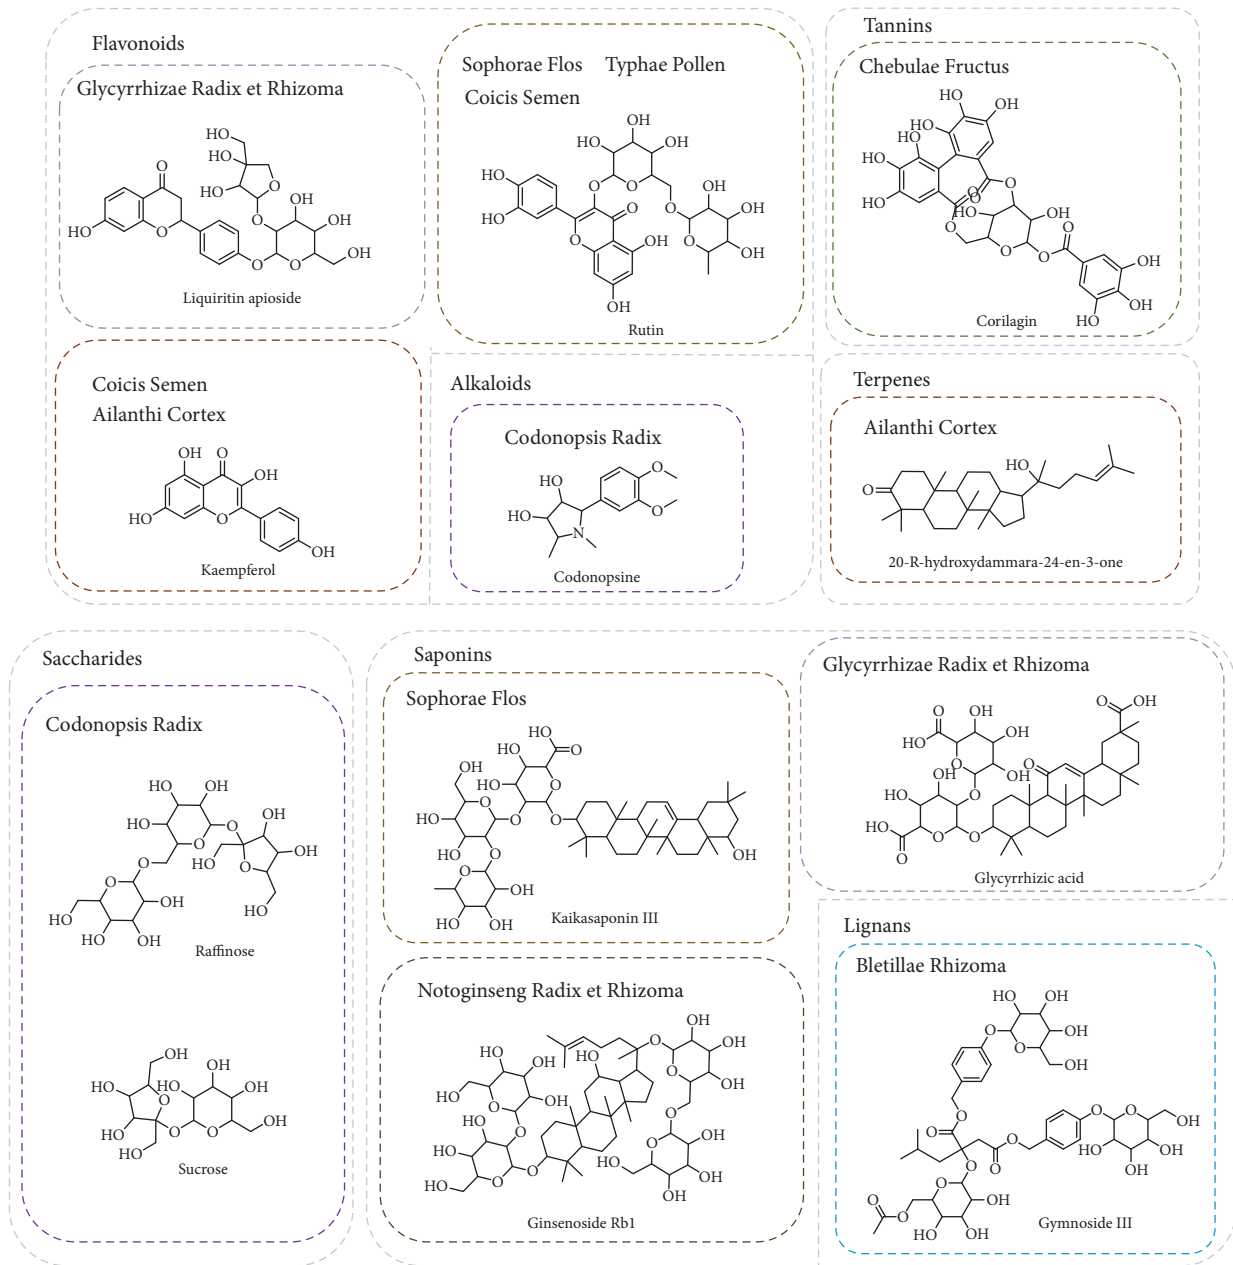 Flavonoids
Glycyrrhizae Radix et Rhizoma
Liquiritin apioside
Sophorae Flos Typhae Pollen
Coicis Semen
Rutin
Coicis Semen
Ailanthi Cortex
Kaempferol
Alkaloids
Codonopsis Radix
Codonopsine
Tannins
Chebulae Fructus
Corilagin
Terpenes
Ailanthi Cortex
20-R-hydroxydammara-24-en-3-one
Saccharides
Codonopsis Radix
Raffinose
Sucrose
Saponins
Sophorae Flos
Kaikasaponin III
Glycyrrhizae Radix et Rhizoma
Glycyrrhizic acid
Notoginseng Radix et Rhizoma
Ginsenoside Rb1
Lignans
Bletillae Rhizoma
Gymnoside III